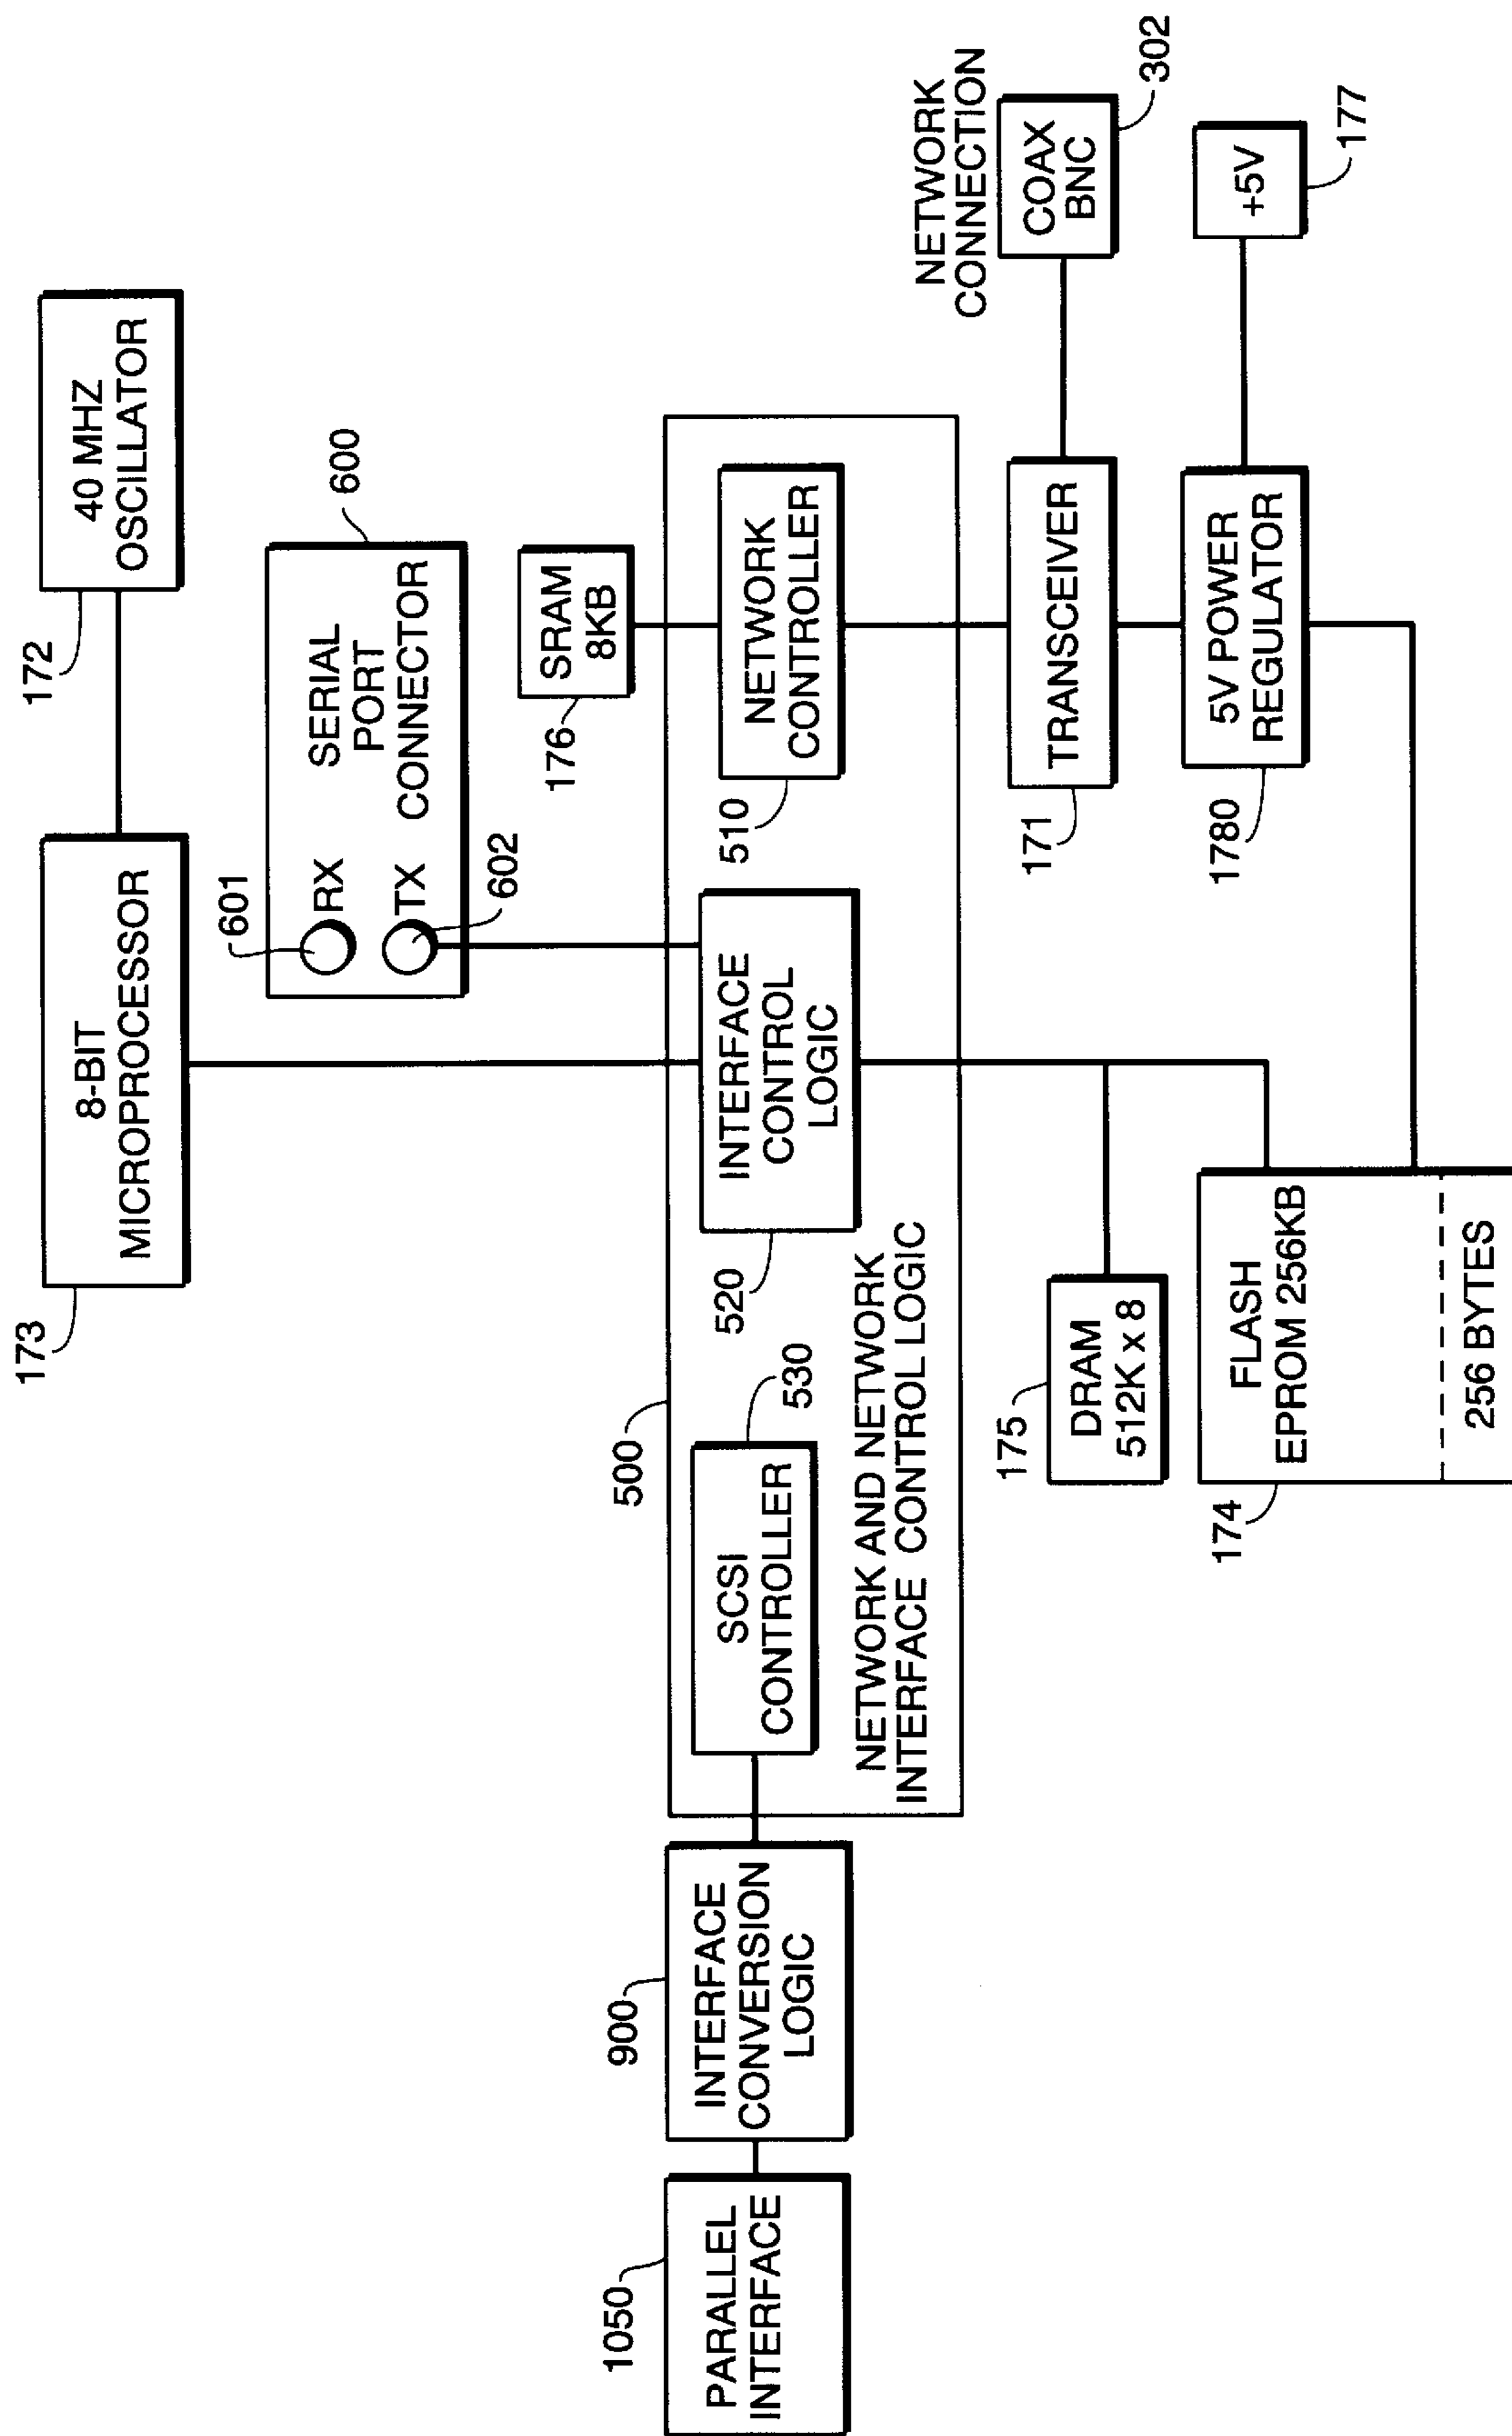 173
8-BIT
MICROPROCESSOR
172
40 MHZ
OSCILLATOR
601
RX
TX
602
SERIAL
PORT
CONNECTOR
600
176
SRAM
8KB
1050
PARALLEL
INTERFACE
900
INTERFACE
CONVERSION
LOGIC
500
SCSI
CONTROLLER
530
520
INTERFACE
CONTROL
LOGIC
510
NETWORK
CONTROLLER
NETWORK AND NETWORK
INTERFACE CONTROL LOGIC
NETWORK
CONNECTION
171
TRANSCEIVER
COAX
BNC
302
175
DRAM
512K x 8
1780
5V POWER
REGULATOR
+5V
177
174
FLASH
EPROM 256KB
256 BYTES